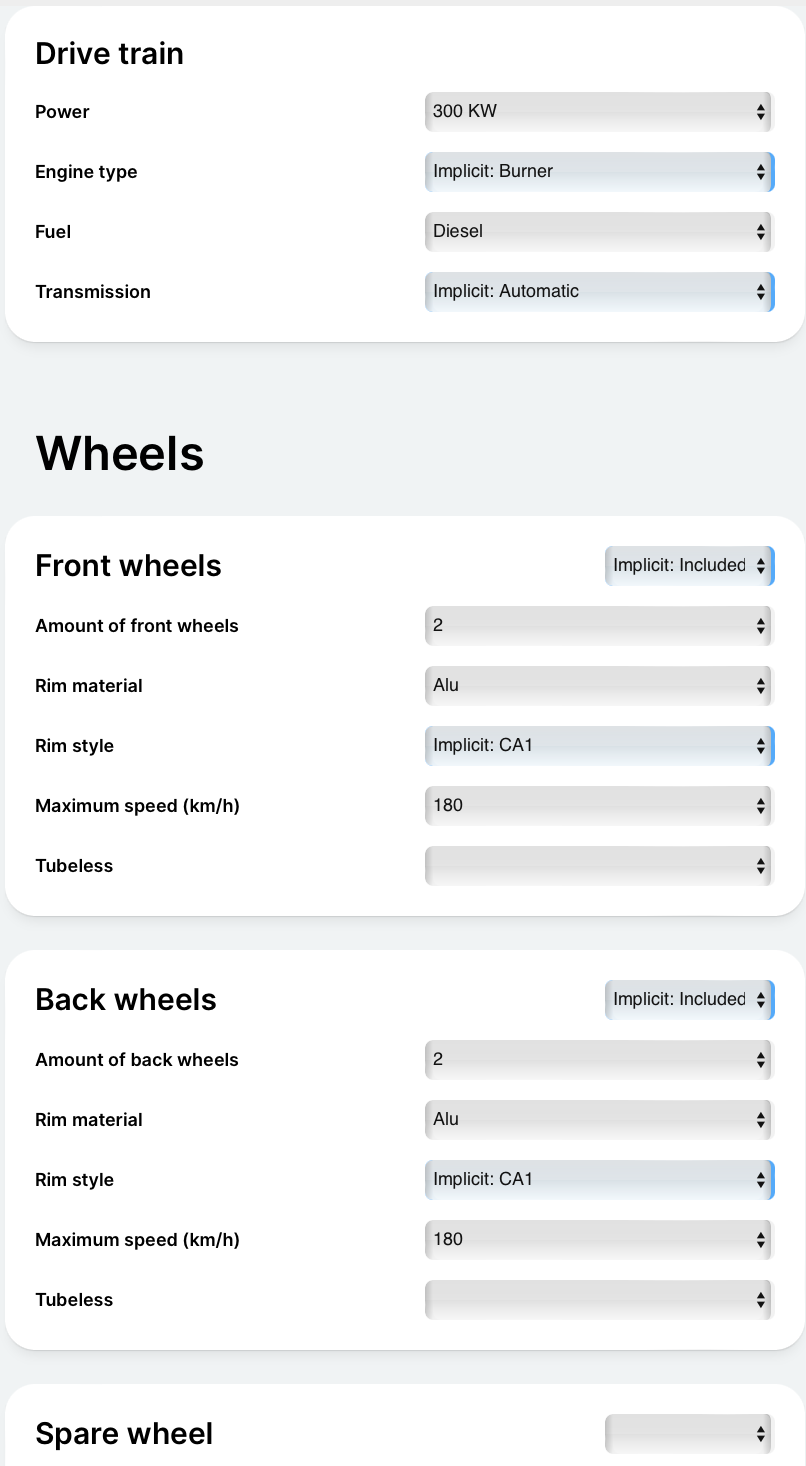 Drive train
Power 300 KW
Engine type Implicit: Burner
Fuel Diesel
Transmission Implicit: Automatic
Wheels
Front wheels Implicit: Included
Amount of front wheels 2
Rim material Alu
Rim style Implicit: CA1
Maximum speed (km/h) 180
Tubeless
Back wheels Implicit: Included
Amount of back wheels 2
Rim material Alu
Rim style Implicit: CA1
Maximum speed (km/h) 180
Tubeless
Spare wheel